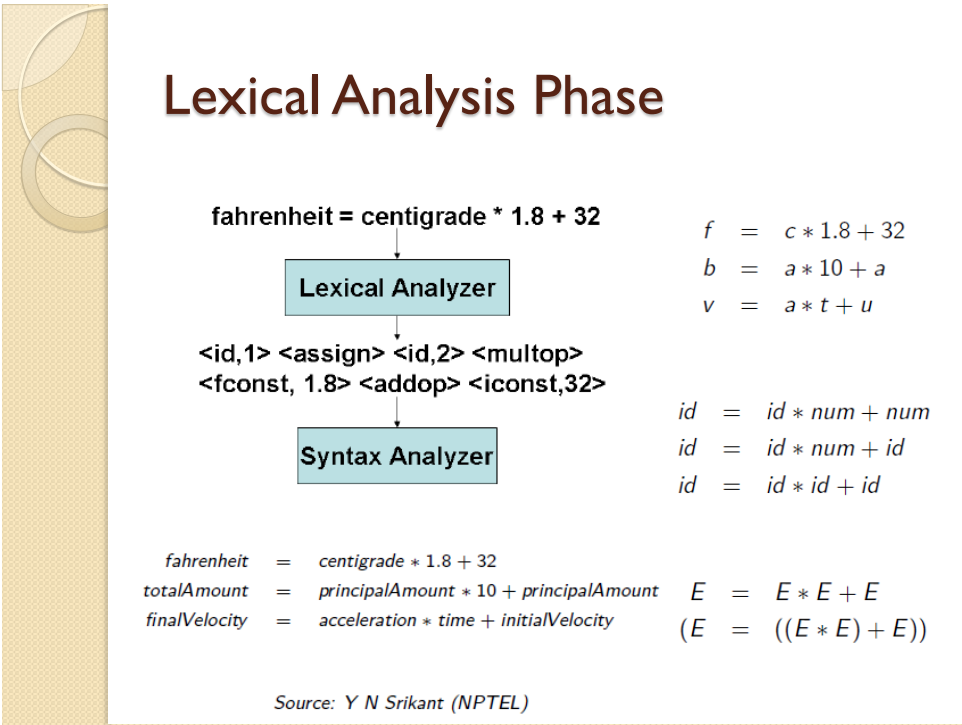 Lexical Analysis Phase
fahrenheit = centigrade * 1.8 + 32
Lexical Analyzer
<id,1> <assign> <id,2> <multop>
<fconst, 1.8> <addop> <iconst,32>
Syntax Analyzer
f = c ∗ 1.8 + 32
b = a ∗ 10 + a
v = a ∗ t + u
id = id ∗ num + num
id = id ∗ num + id
id = id ∗ id + id
fahrenheit = centigrade ∗ 1.8 + 32
totalAmount = principalAmount ∗ 10 + principalAmount
finalVelocity = acceleration ∗ time + initialVelocity
E = E ∗ E + E
(E = ((E ∗ E) + E))
Source: Y N Srikant (NPTEL)